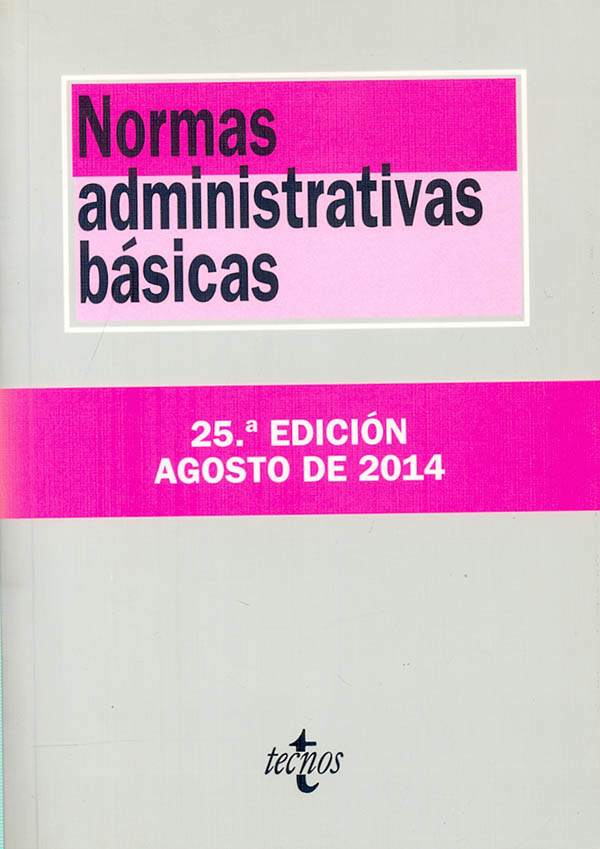 Normas
administrativas
básicas
25.ª EDICIÓN
AGOSTO DE 2014
tecnos